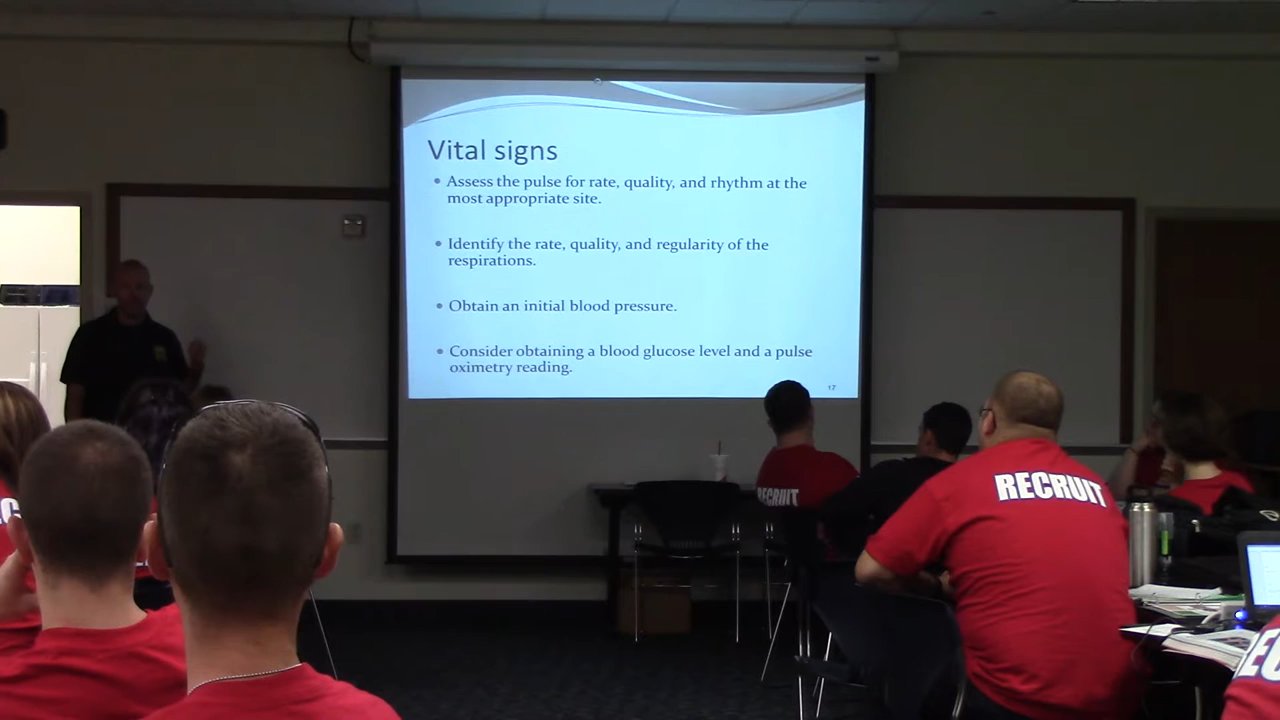 Vital signs
• Assess the pulse for rate, quality, and rhythm at the
most appropriate site.
• Identify the rate, quality, and regularity of the
respirations.
• Obtain an initial blood pressure.
• Consider obtaining a blood glucose level and a pulse
oximetry reading.
17
RECRUIT
RECRUIT